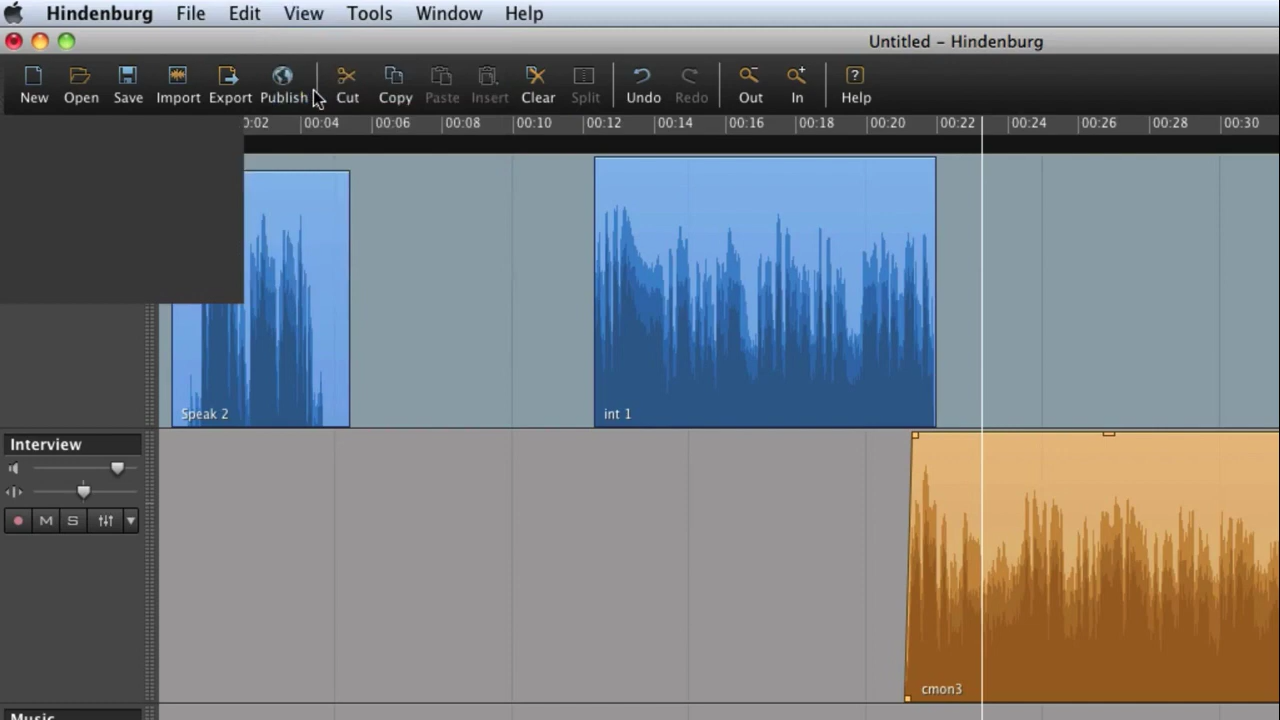 Hindenburg File Edit View Tools Window Help
Untitled – Hindenburg
New Open Save Import Export Publish Cut Copy Paste Insert Clear Split Undo Redo Out In Help
0:02 00:04 00:06 00:08 00:10 00:12 00:14 00:16 00:18 00:20 00:22 00:24 00:26 00:28 00:30
Speak 2 int 1
Interview
M S
cmon3
Music